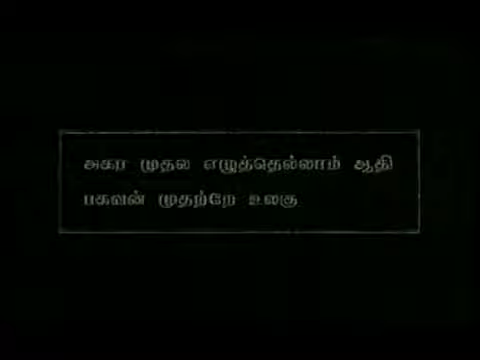 அகர முதல எழுத்தெல்லாம் ஆதி
பகவன் முதற்றே உலகு